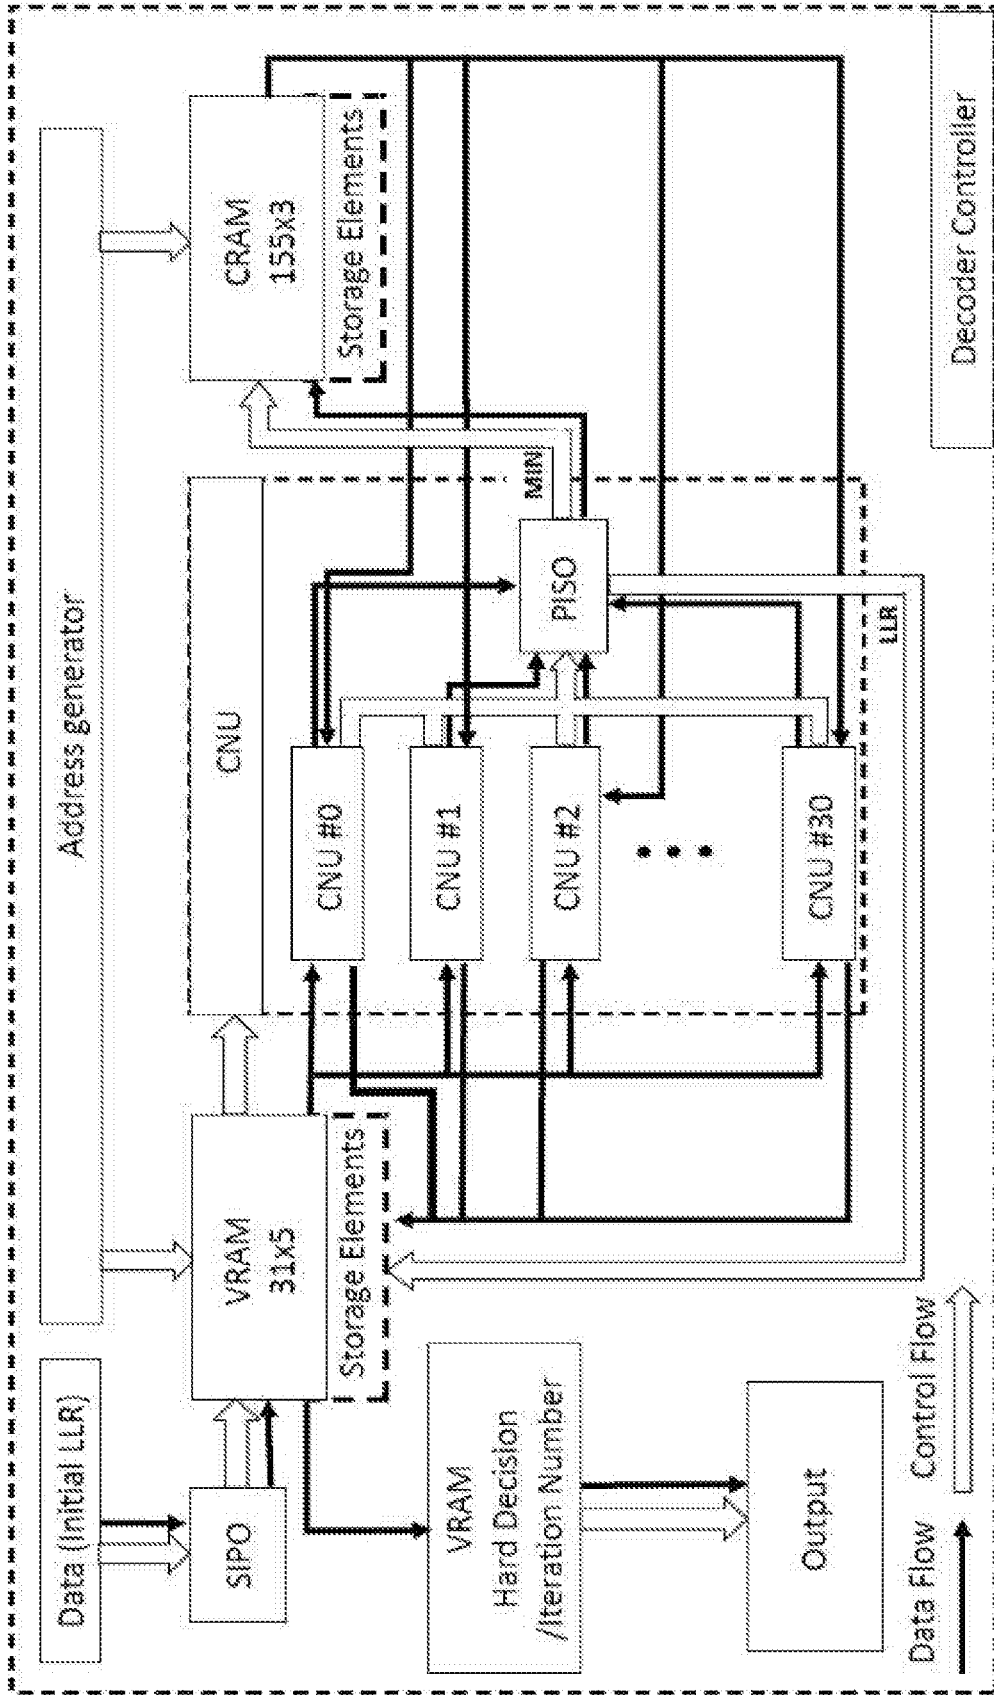 Data (Initial LLR)
Address generator
SIPO
VRAM
31x5
Storage Elements
CNU
CRAM
155x3
Storage Elements
CNU #0
CNU #1
CNU #2
CNU #30
PISO
MIN
LLR
VRAM
Hard Decision
/Iteration Number
Output
Data Flow
Control Flow
Decoder Controller